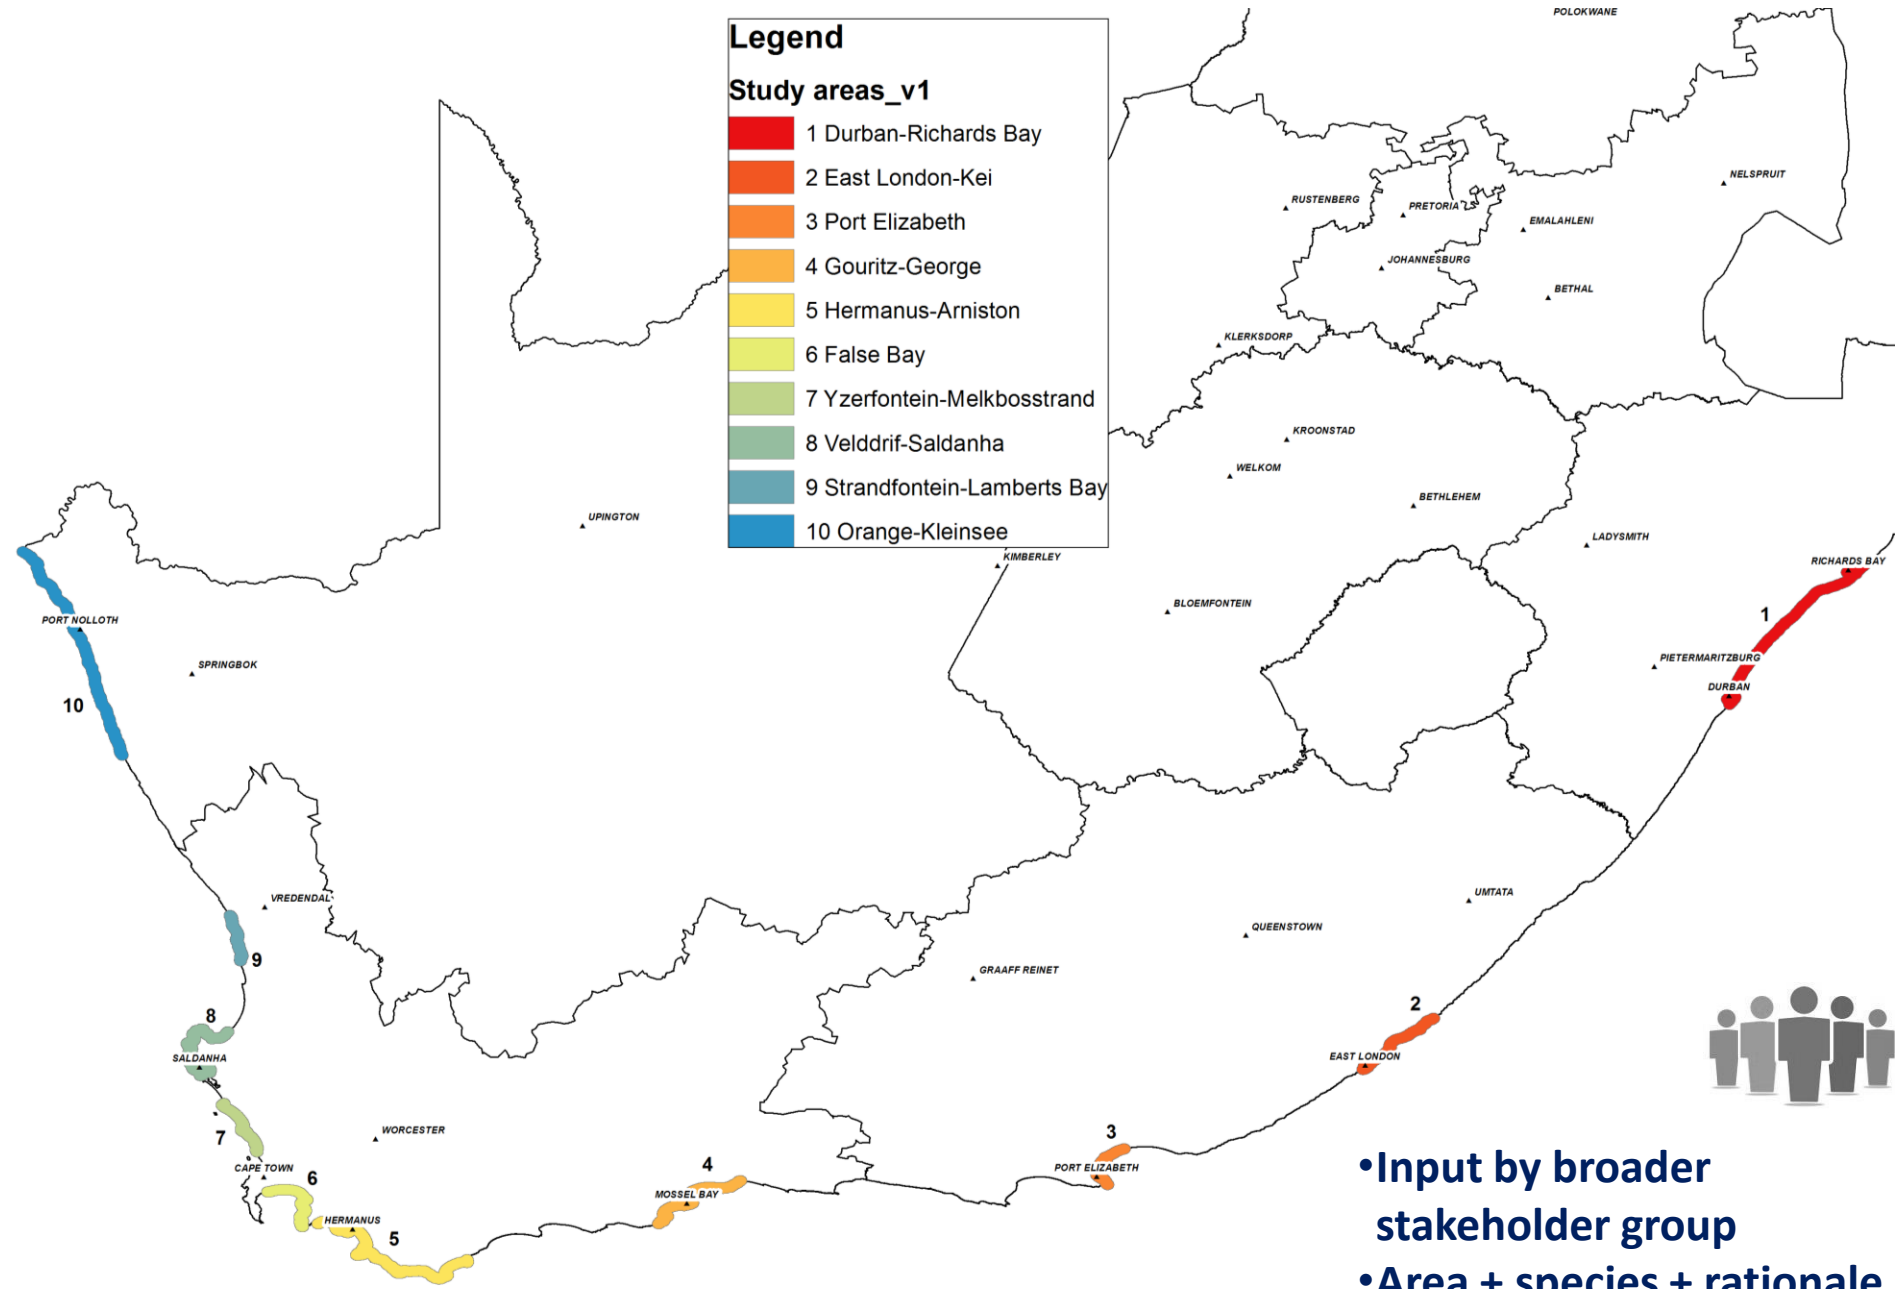 POLOKWANE
Legend
Study areas_v1
1 Durban-Richards Bay
2 East London-Kei
3 Port Elizabeth
4 Gouritz-George
5 Hermanus-Arniston
6 False Bay
7 Yzerfontein-Melkbosstrand
8 Velddrif-Saldanha
9 Strandfontein-Lamberts Bay
10 Orange-Kleinsee
NELSPRUIT
RUSTENBERG
PRETORIA
EMALAHLENI
JOHANNESBURG
BETHAL
KLERKSDORP
KROONSTAD
WELKOM
BETHLEHEM
UPINGTON
LADYSMITH
KIMBERLEY
RICHARDS BAY
BLOEMFONTEIN
1
PORT NOLLOTH
SPRINGBOK
PIETERMARITZBURG
DURBAN
10
VREDENDAL
UMTATA
QUEENSTOWN
9
GRAAFF REINET
2
8
EAST LONDON
SALDANHA
7
WORCESTER
3
CAPE TOWN
6
4
PORT ELIZABETH
MOSSEL BAY
HERMANUS
5
•Input by broader
stakeholder group
•Area + species + rationale